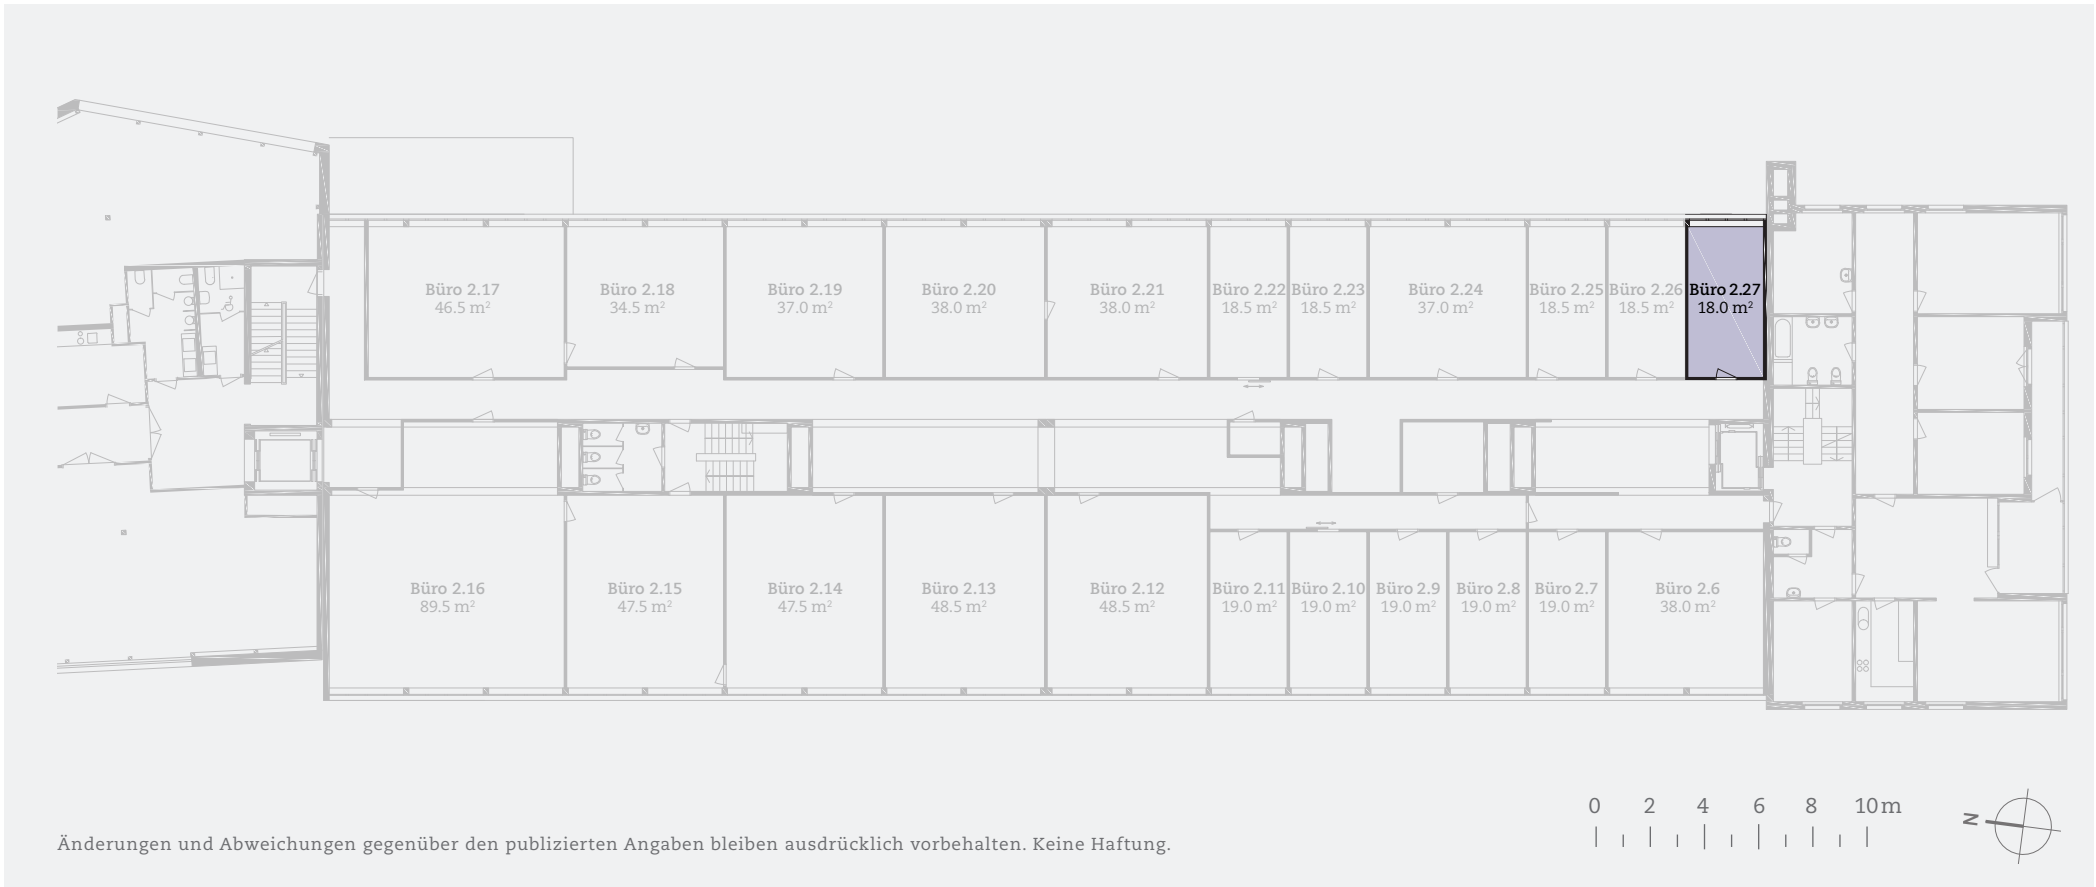 Büro 2.17
46.5 m²
Büro 2.18
34.5 m²
Büro 2.19
37.0 m²
Büro 2.20
38.0 m²
Büro 2.21
38.0 m²
Büro 2.22
18.5 m²
Büro 2.23
18.5 m²
Büro 2.24
37.0 m²
Büro 2.25
18.5 m²
Büro 2.26
18.5 m²
Büro 2.27
18.0 m²
Büro 2.16
89.5 m²
Büro 2.15
47.5 m²
Büro 2.14
47.5 m²
Büro 2.13
48.5 m²
Büro 2.12
48.5 m²
Büro 2.11
19.0 m²
Büro 2.10
19.0 m²
Büro 2.9
19.0 m²
Büro 2.8
19.0 m²
Büro 2.7
19.0 m²
Büro 2.6
38.0 m²
0 2 4 6 8 10 m
N
Änderungen und Abweichungen gegenüber den publizierten Angaben bleiben ausdrücklich vorbehalten. Keine Haftung.